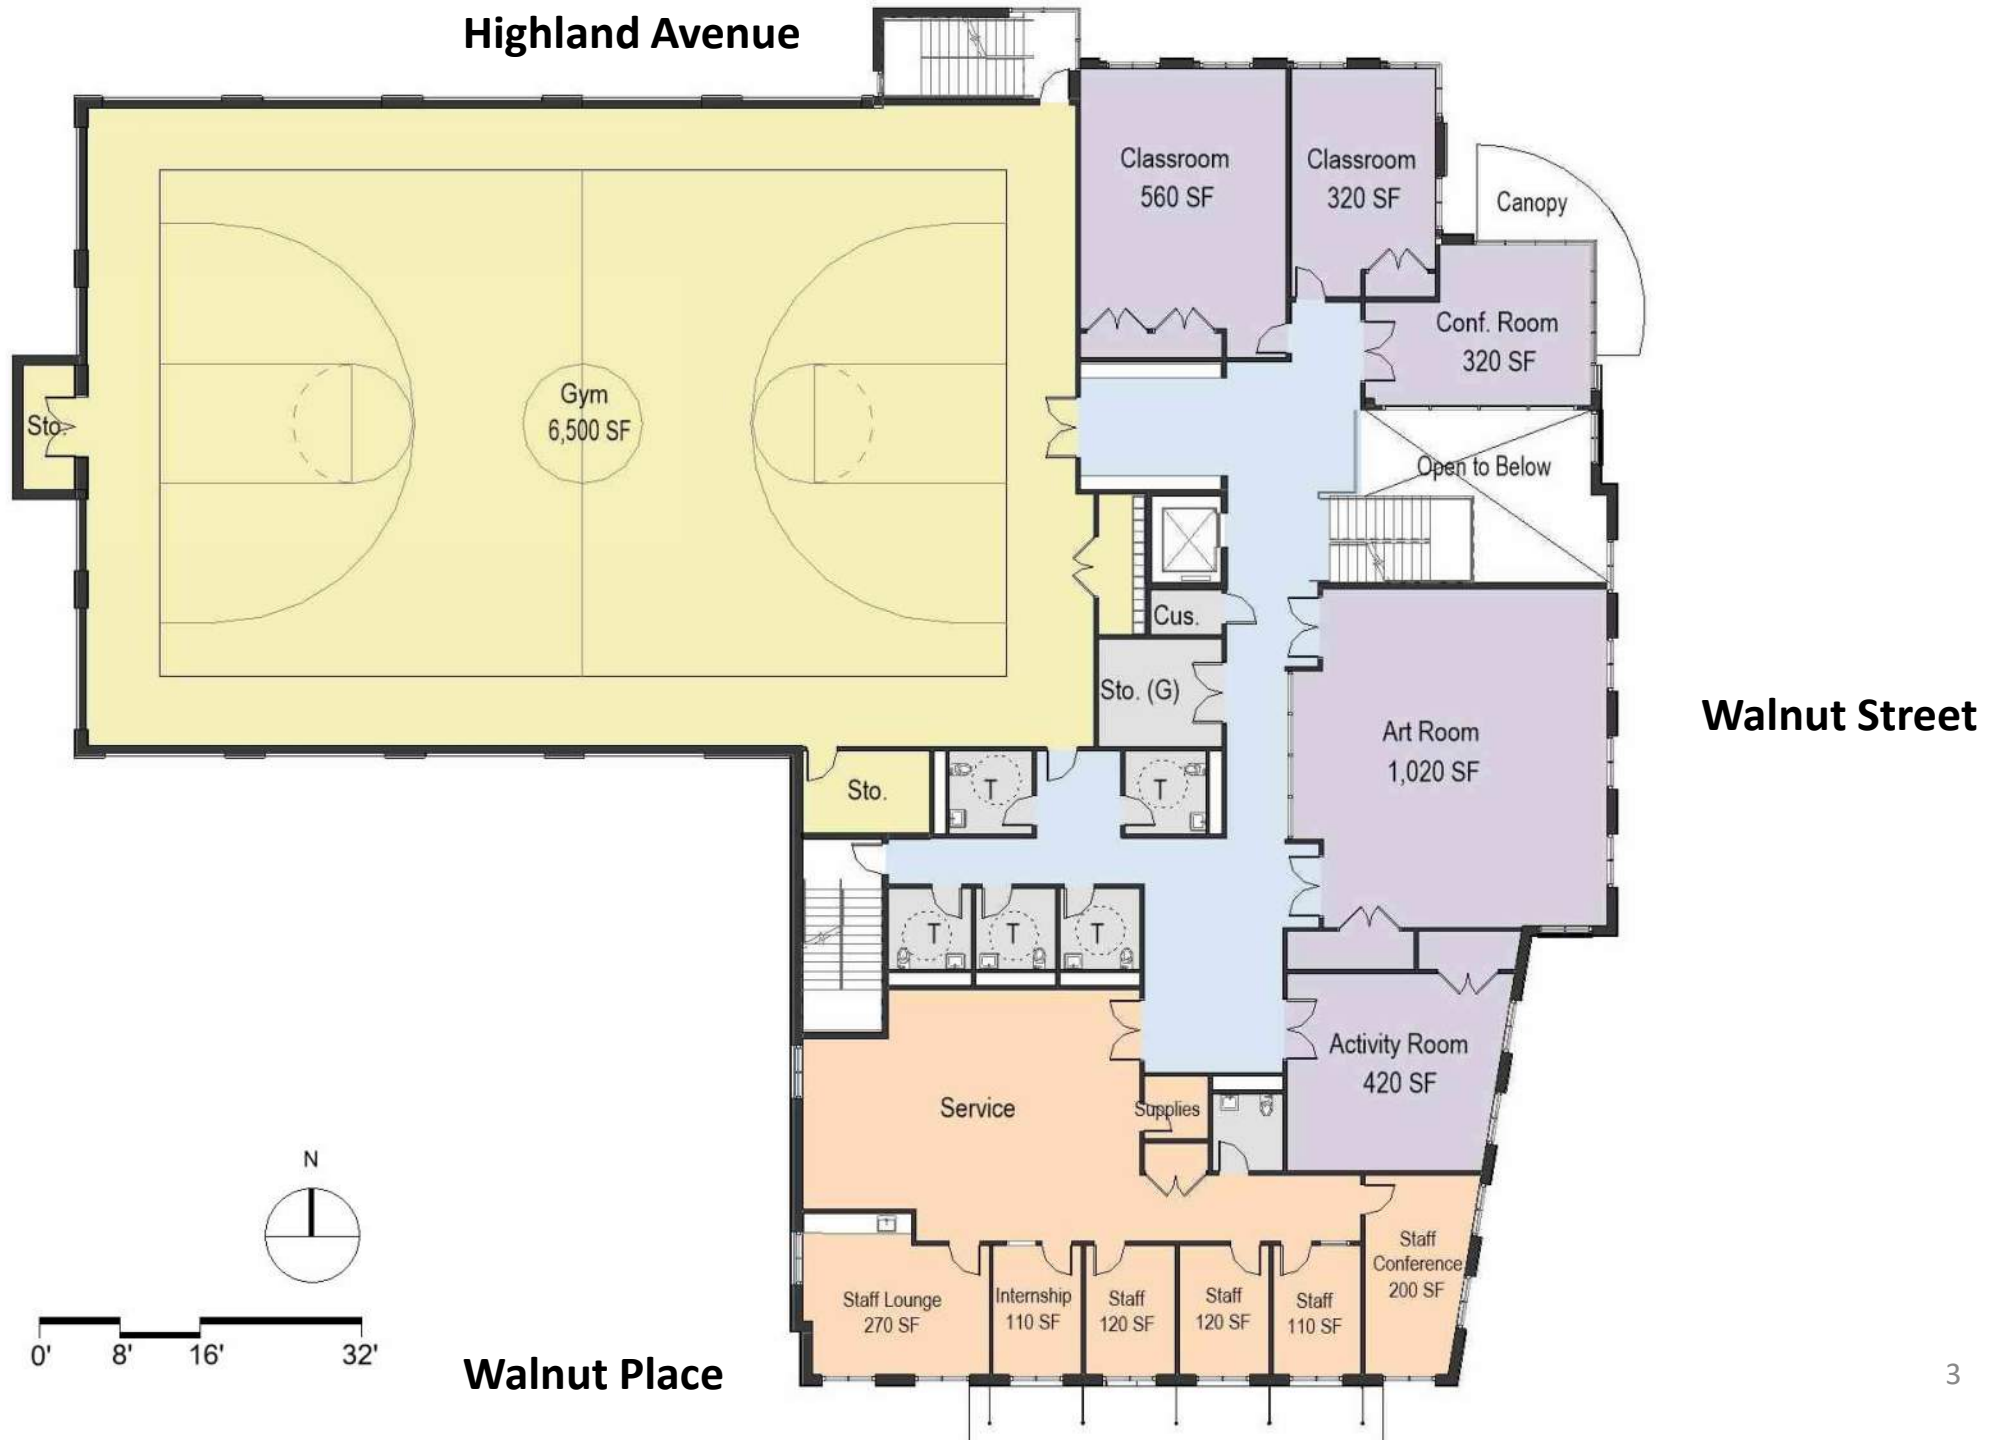 Highland Avenue
Classroom
560 SF
Classroom
320 SF
Canopy
Conf. Room
320 SF
Gym
6,500 SF
Sto.
Open to Below
Cus.
Sto. (G)
Art Room
1,020 SF
Walnut Street
Sto.
T
T
T
T
T
Activity Room
420 SF
Service
Supplies
N
Staff
Conference
200 SF
Staff Lounge
270 SF
Internship
110 SF
Staff
120 SF
Staff
120 SF
Staff
110 SF
0' 8' 16' 32'
Walnut Place
3